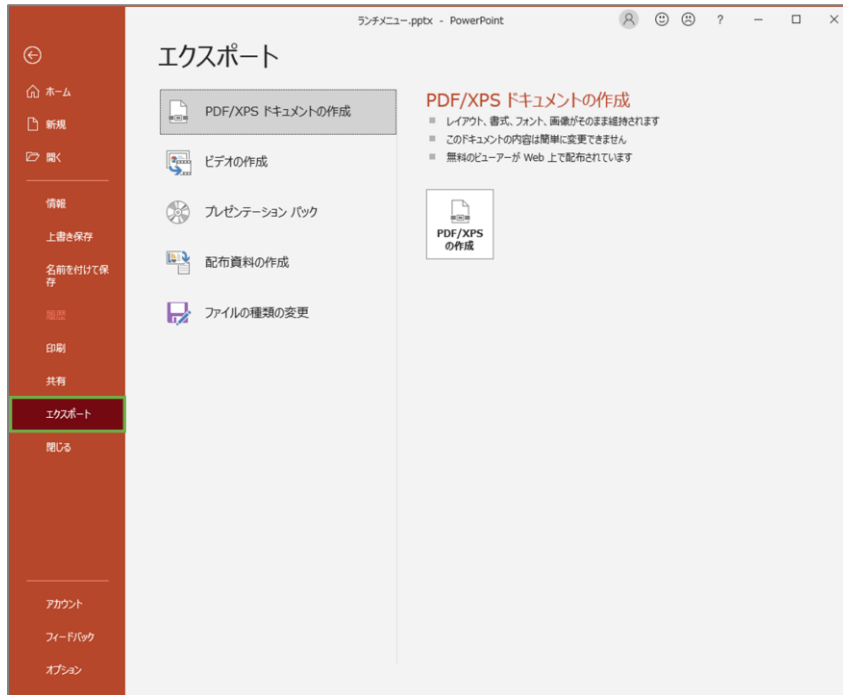 ランチメニュー.pptx - PowerPoint
?
エクスポート
ホーム
新規
開く
情報
上書き保存
名前を付けて保
存
履歴
印刷
共有
エクスポート
閉じる
アカウント
フィードバック
オプション
PDF/XPS ドキュメントの作成
ビデオの作成
プレゼンテーション パック
配布資料の作成
ファイルの種類の変更
PDF/XPS ドキュメントの作成
レイアウト、書式、フォント、画像がそのまま維持されます
このドキュメントの内容は簡単に変更できません
無料のビューアーが Web 上で配布されています
PDF/XPS
の作成